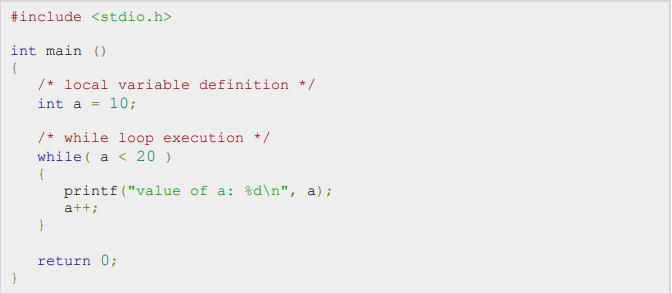 #include <stdio.h>
int main ()
{
/* local variable definition */
int a = 10;
/* while loop execution */
while( a < 20 )
{
printf("value of a: %d\n", a);
a++;
}
return 0;
}